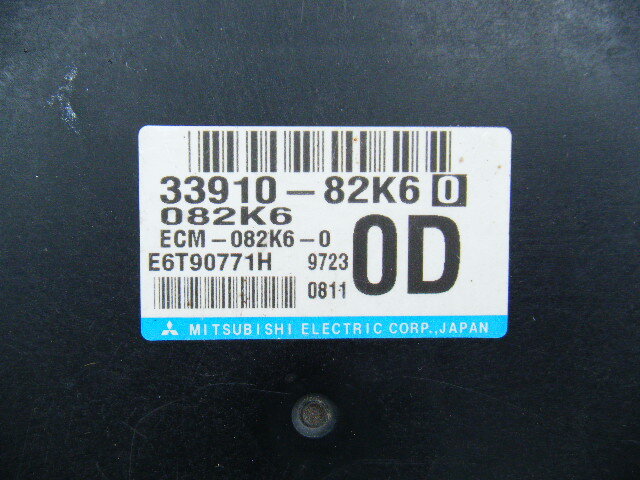 33910-82K6 0
082K6
ECM-082K6-0
0D
E6T90771H 9723
0811
MITSUBISHI ELECTRIC CORP., JAPAN